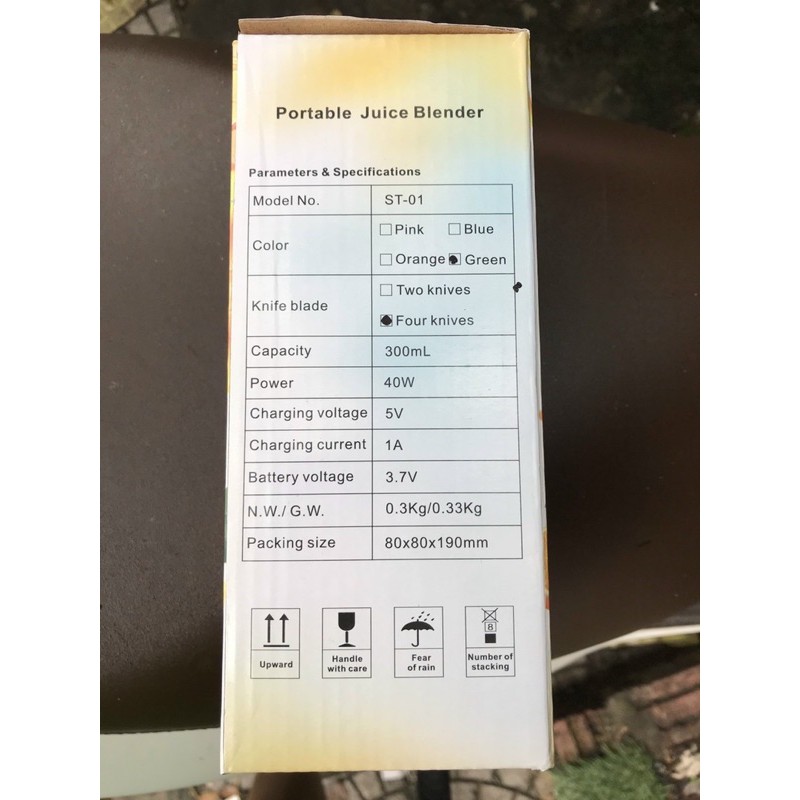 Portable Juice Blender
Parameters & Specifications
Model No. ST-01
Color Pink Blue
Orange Green
Knife blade Two knives
Four knives
Capacity 300mL
Power 40W
Charging voltage 5V
Charging current 1A
Battery voltage 3.7V
N.W./ G.W. 0.3Kg/0.33Kg
Packing size 80x80x190mm
8
Upward
Handle
with care
Fear
of rain
Number of
stacking